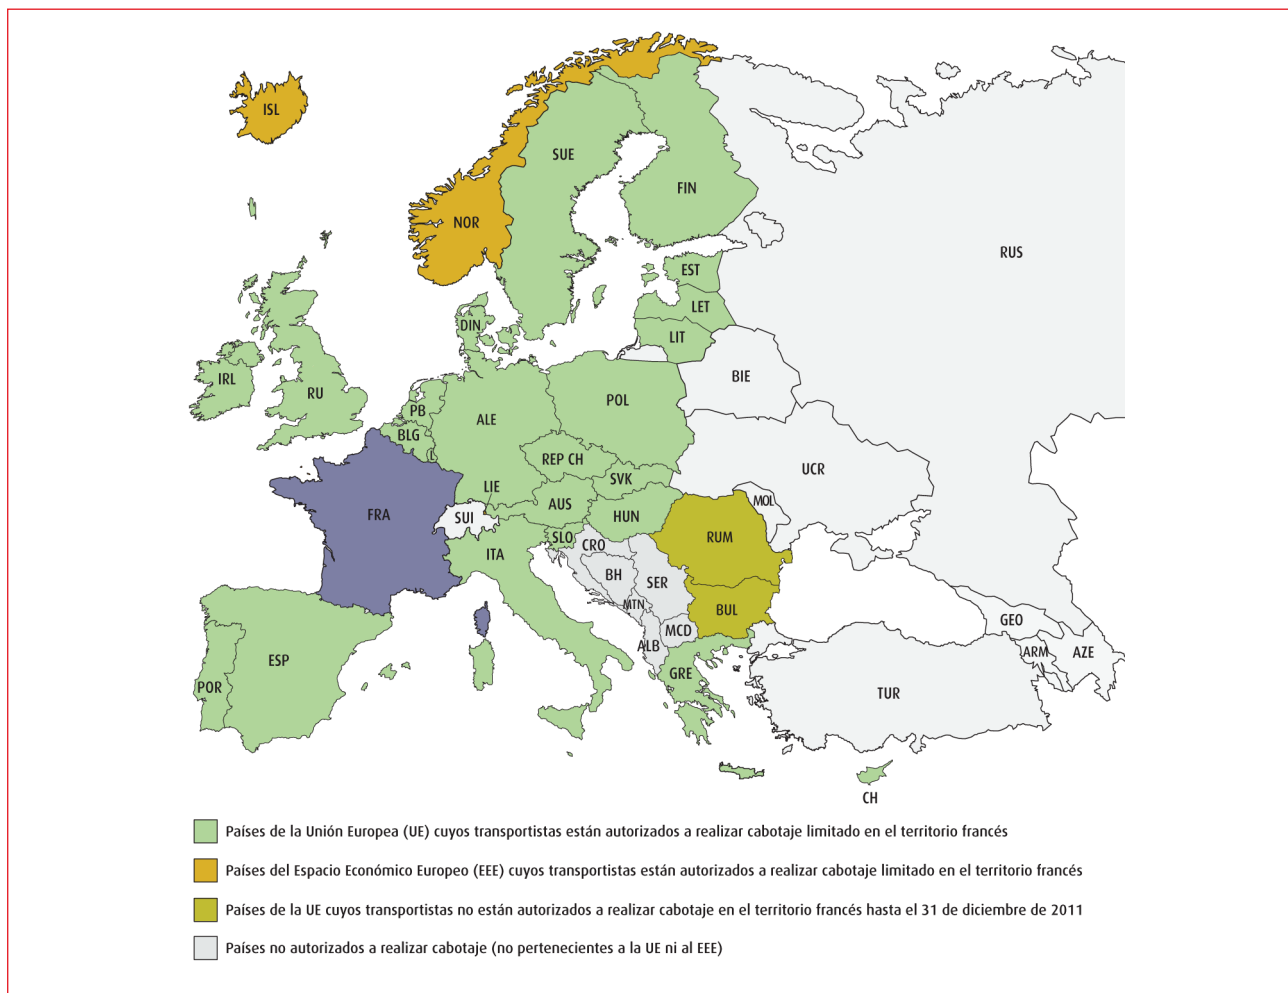 ISL
SUE
FIN
NOR
RUS
EST
LET
DIN
LIT
IRL
RU
BIE
PB
POL
ALE
BLG
L
REP CH
UCR
SVK
LIE
MOL
AUS
FRA
SUI
HUN
RUM
SLO
CRO
ITA
BH
SER
MTN
BUL
GEO
MCD
ALB
ARM
AZE
ESP
GRE
POR
TUR
CH
Países de la Unión Europea (UE) cuyos transportistas están autorizados a realizar cabotaje limitado en el territorio francés
Países del Espacio Económico Europeo (EEE) cuyos transportistas están autorizados a realizar cabotaje limitado en el territorio francés
Países de la UE cuyos transportistas no están autorizados a realizar cabotaje en el territorio francés hasta el 31 de diciembre de 2011
Países no autorizados a realizar cabotaje (no pertenecientes a la UE ni al EEE)